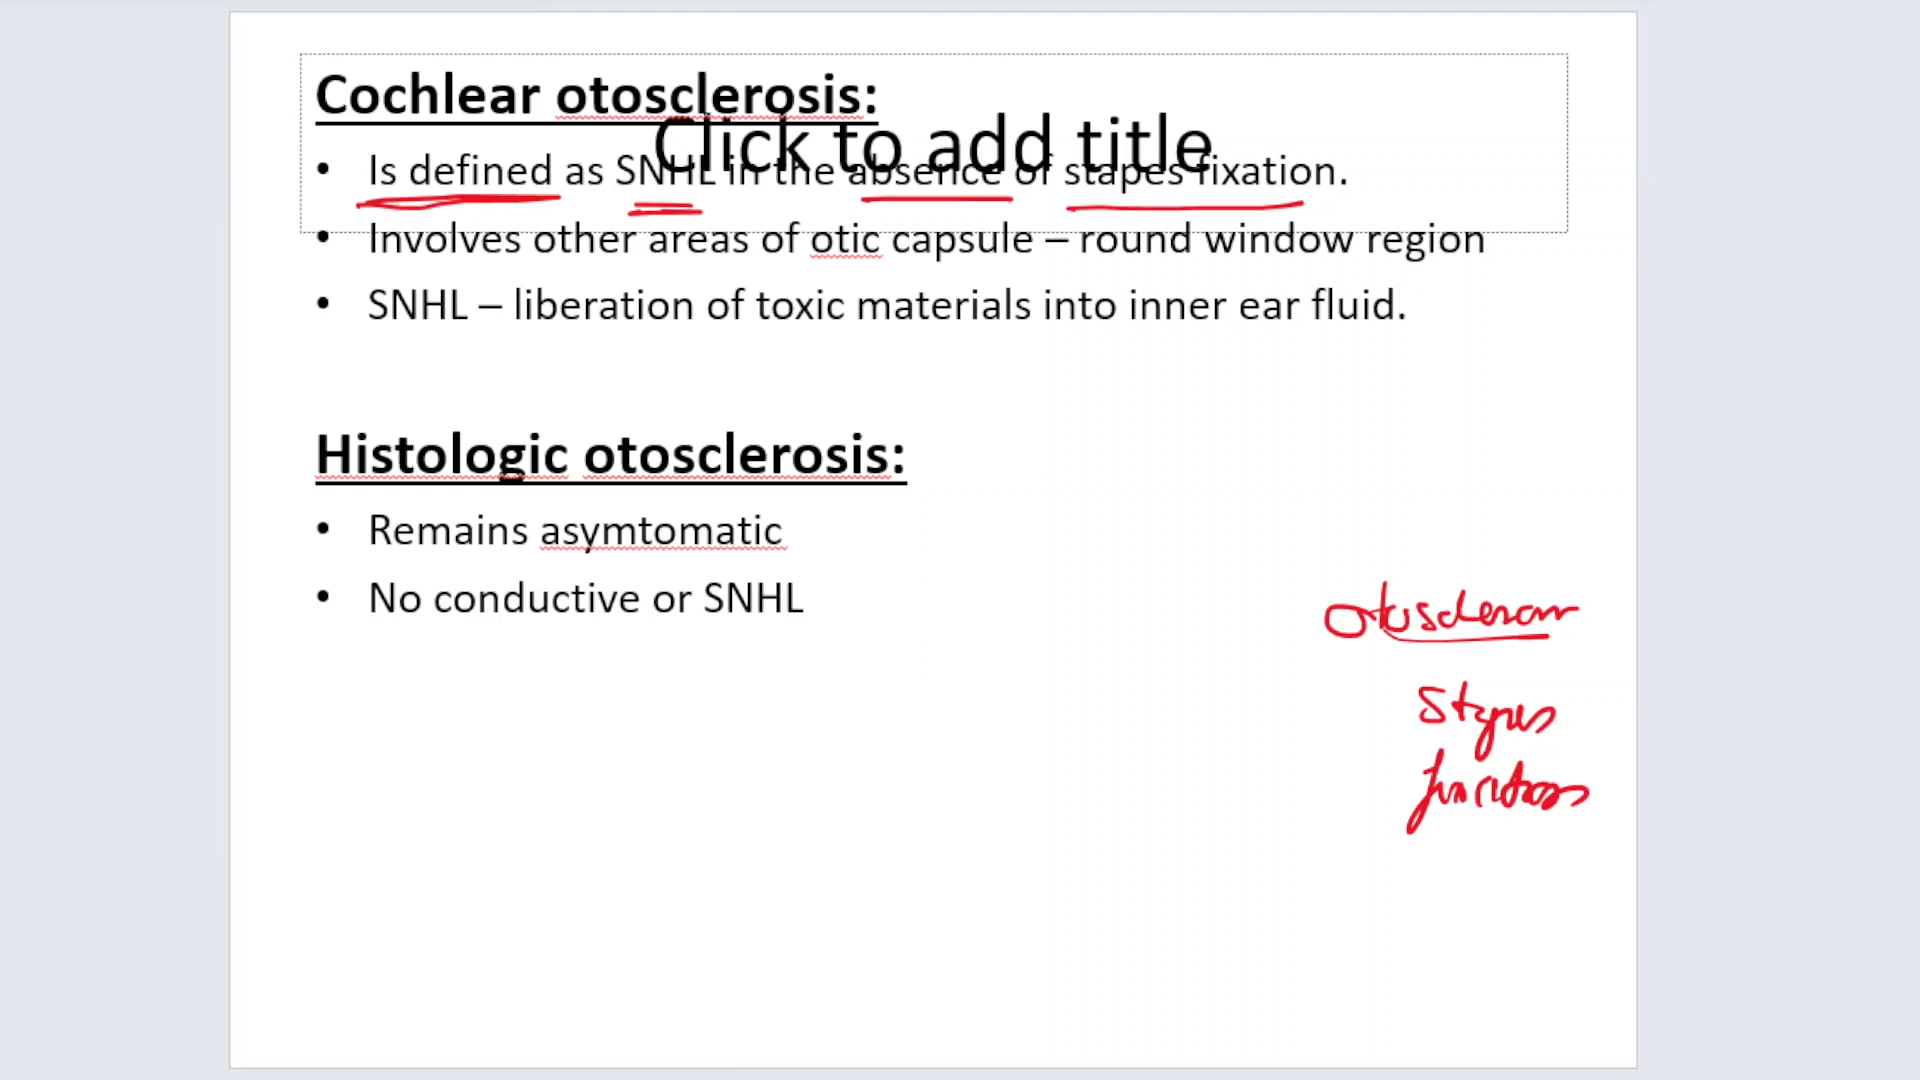 Cochlear otosclerosis:
Click to add title
• Is defined as SNHL in the absence of stapes fixation.
• Involves other areas of otic capsule – round window region
• SNHL – liberation of toxic materials into inner ear fluid.
Histologic otosclerosis:
• Remains asymtomatic
• No conductive or SNHL